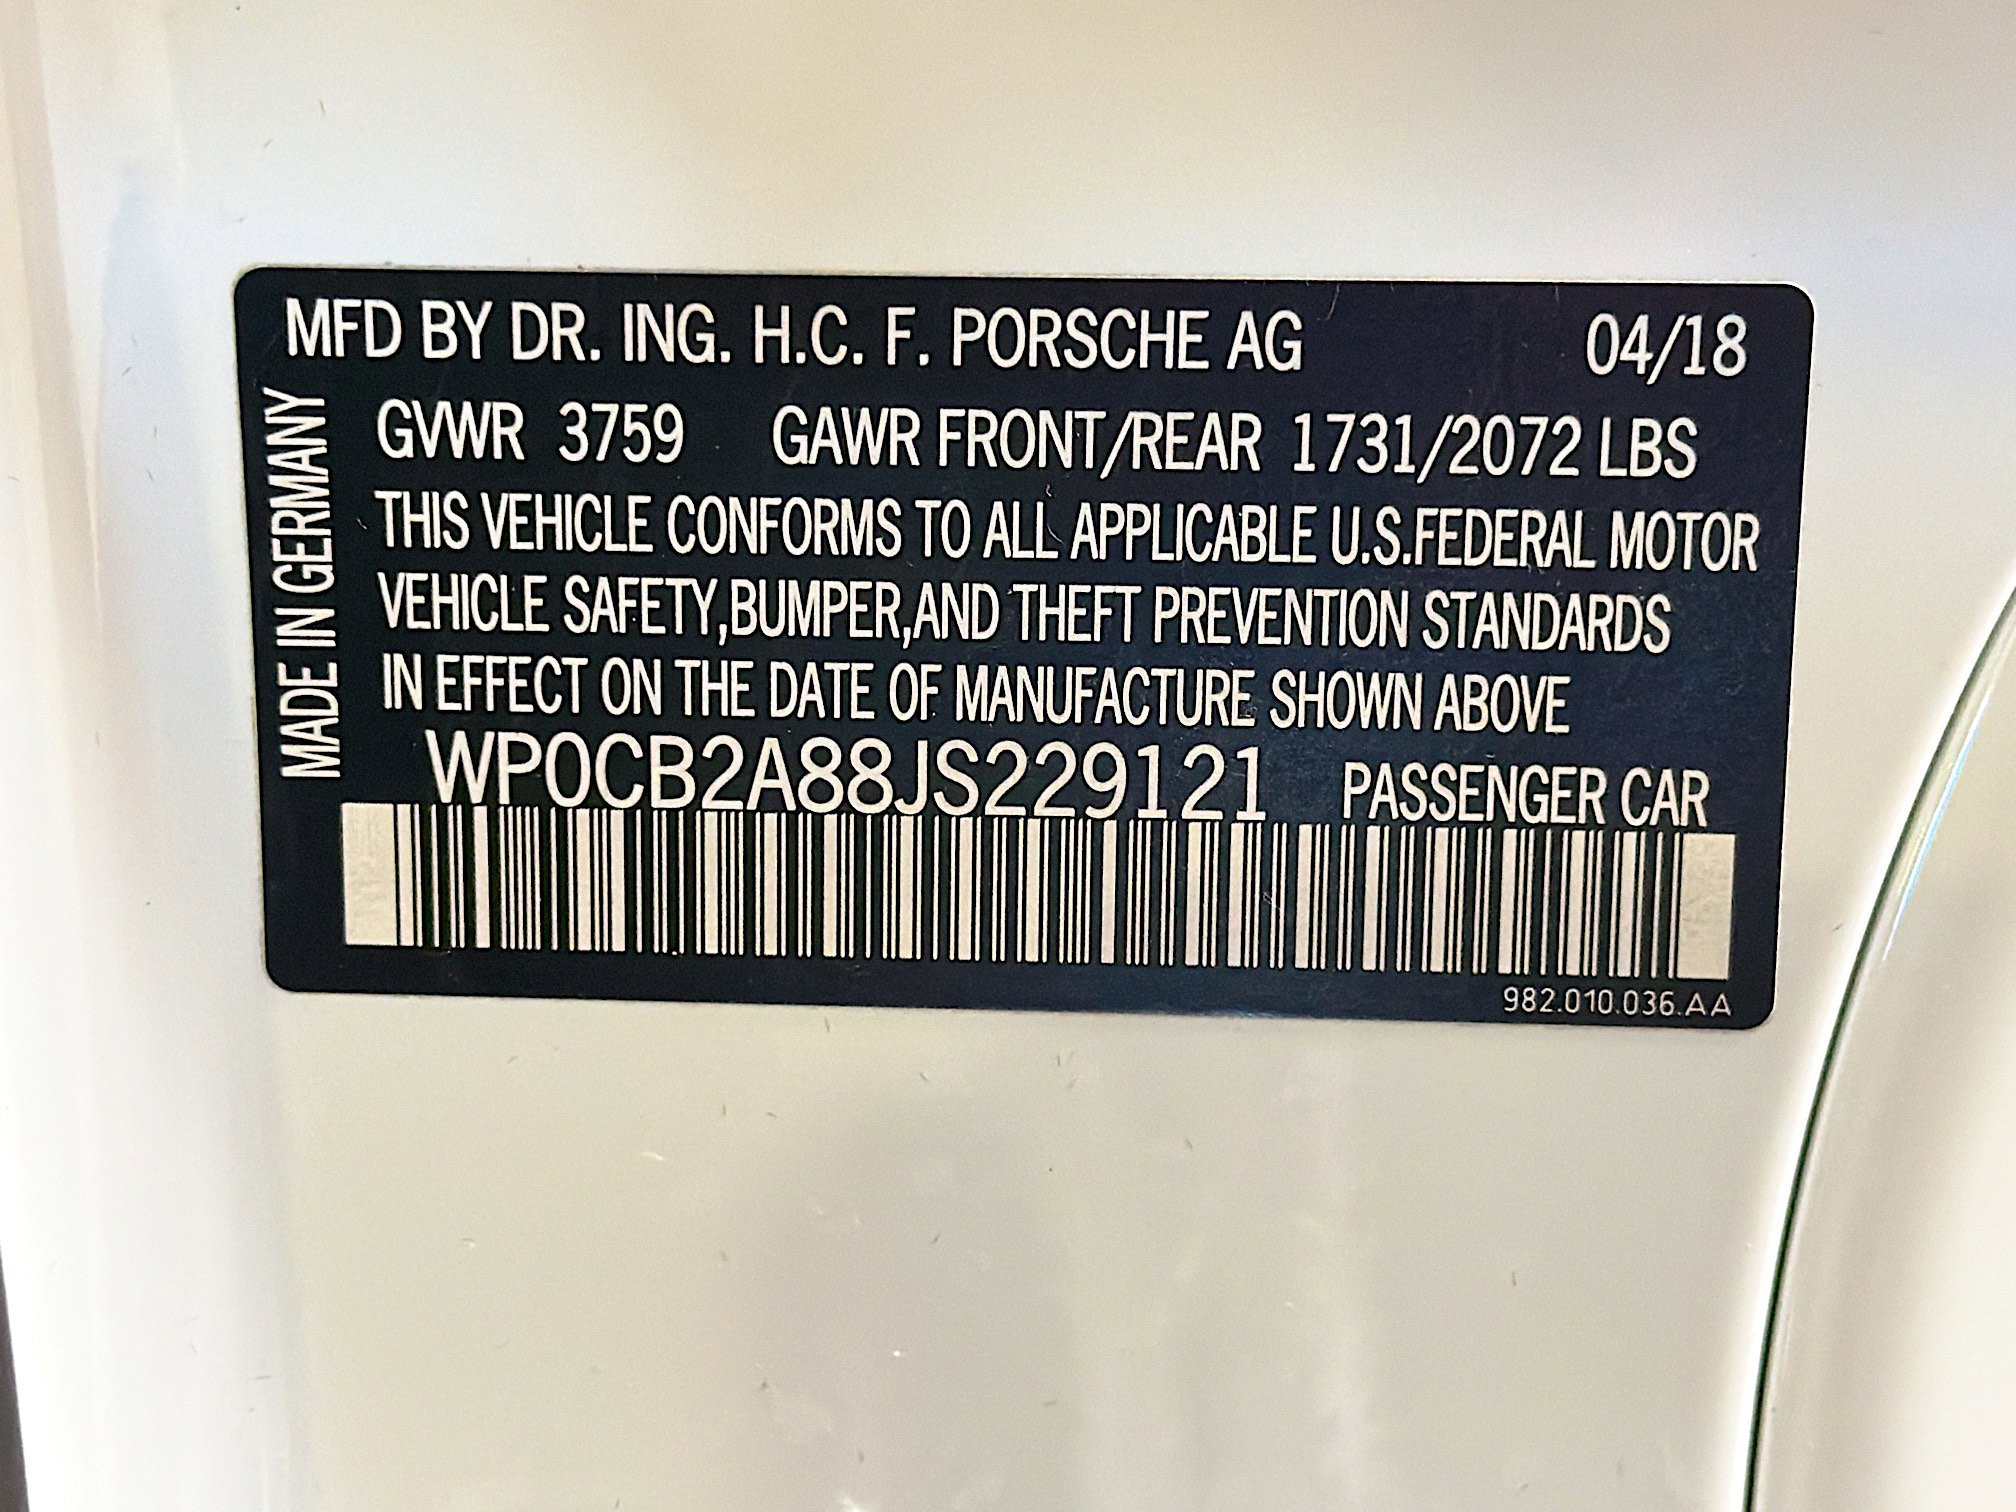 MFD BY DR. ING. H.C. F. PORSCHE AG 04/18
MADE IN GERMANY
GVWR 3759 GAWR FRONT/REAR 1731/2072 LBS
THIS VEHICLE CONFORMS TO ALL APPLICABLE U.S.FEDERAL MOTOR
VEHICLE SAFETY,BUMPER,AND THEFT PREVENTION STANDARDS
IN EFFECT ON THE DATE OF MANUFACTURE SHOWN ABOVE
WP0CB2A88JS229121 PASSENGER CAR
982.010.036.AA